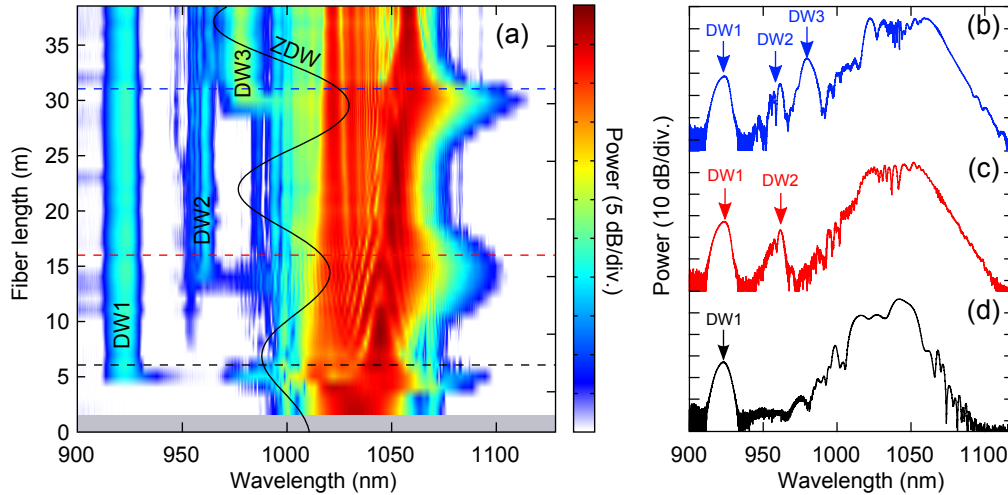 (a)
ZDW
DW3
DW2
DW1
35
30
25
20
15
10
5
0
Fiber length (m)
900 950 1000 1050 1100
Wavelength (nm)
Power (5 dB/div.)
(b)
DW1
DW2
DW3
(c)
DW1
DW2
(d)
DW1
Power (10 dB/div.)
900 950 1000 1050 1100
Wavelength (nm)